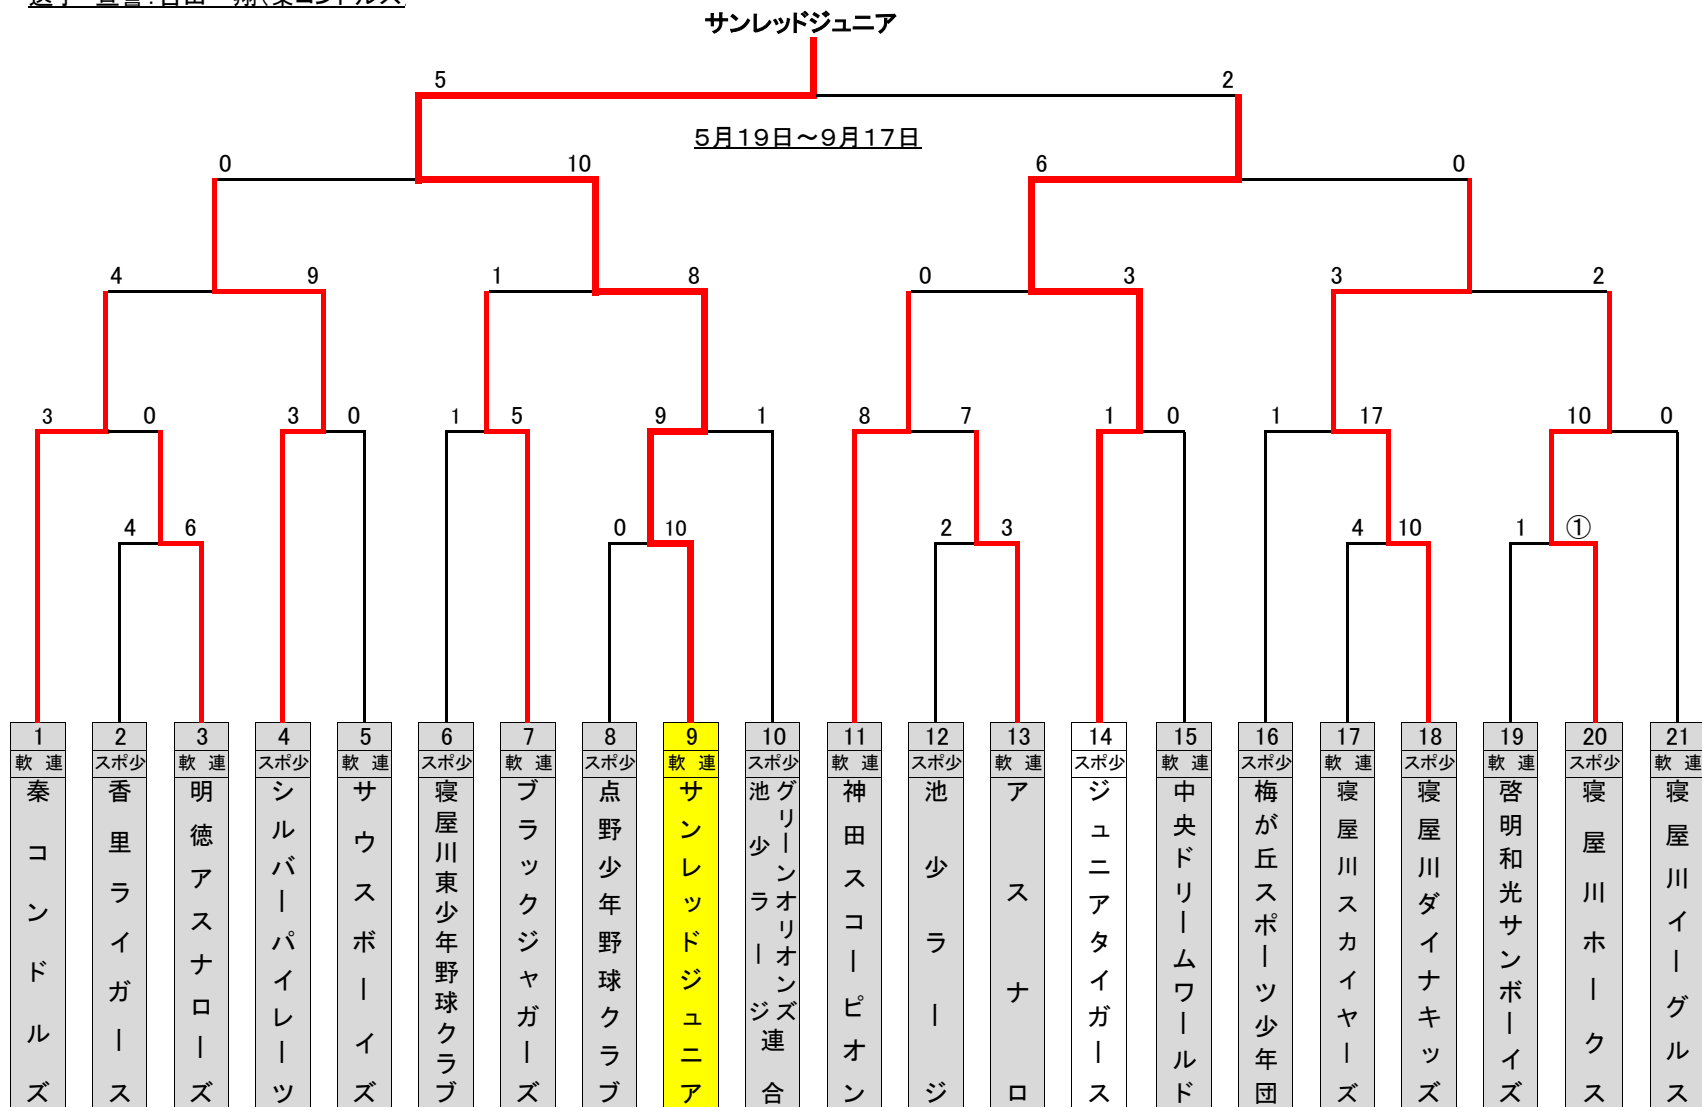 サンレッドジュニア
5 2
5月19日～9月17日
0 10 6 0
4 9 1 8 0 3 3 2
3 0 3 0 1 5 9 1 8 7 1 0 1 17 10 0
4 6 0 10 2 3 4 10 1 ①
1 2 3 4 5 6 7 8 9 10 11 12 13 14 15 16 17 18 19 20 21
軟連 スポ少 軟連 スポ少 軟連 スポ少 軟連 スポ少 軟連 スポ少 軟連 スポ少 軟連 スポ少 軟連 スポ少 軟連 スポ少 軟連 スポ少 軟連
秦コンドルズ
香里ライガース
明徳アスナローズ
シルバーパイレーツ
サウスボーイズ
寝屋川東少年野球クラブ
ブラックジャガーズ
点野少年野球クラブ
サンレッドジュニア
グリーンオリオンズ
池少ラージ
連合
神田スコーピオン
池少ラージ
アスナロ
ジュニアタイガース
中央ドリームワールド
梅が丘スポーツ少年団
寝屋川スカイヤーズ
寝屋川ダイナキッズ
啓明和光サンボーイズ
寝屋川ホークス
寝屋川イーグルス